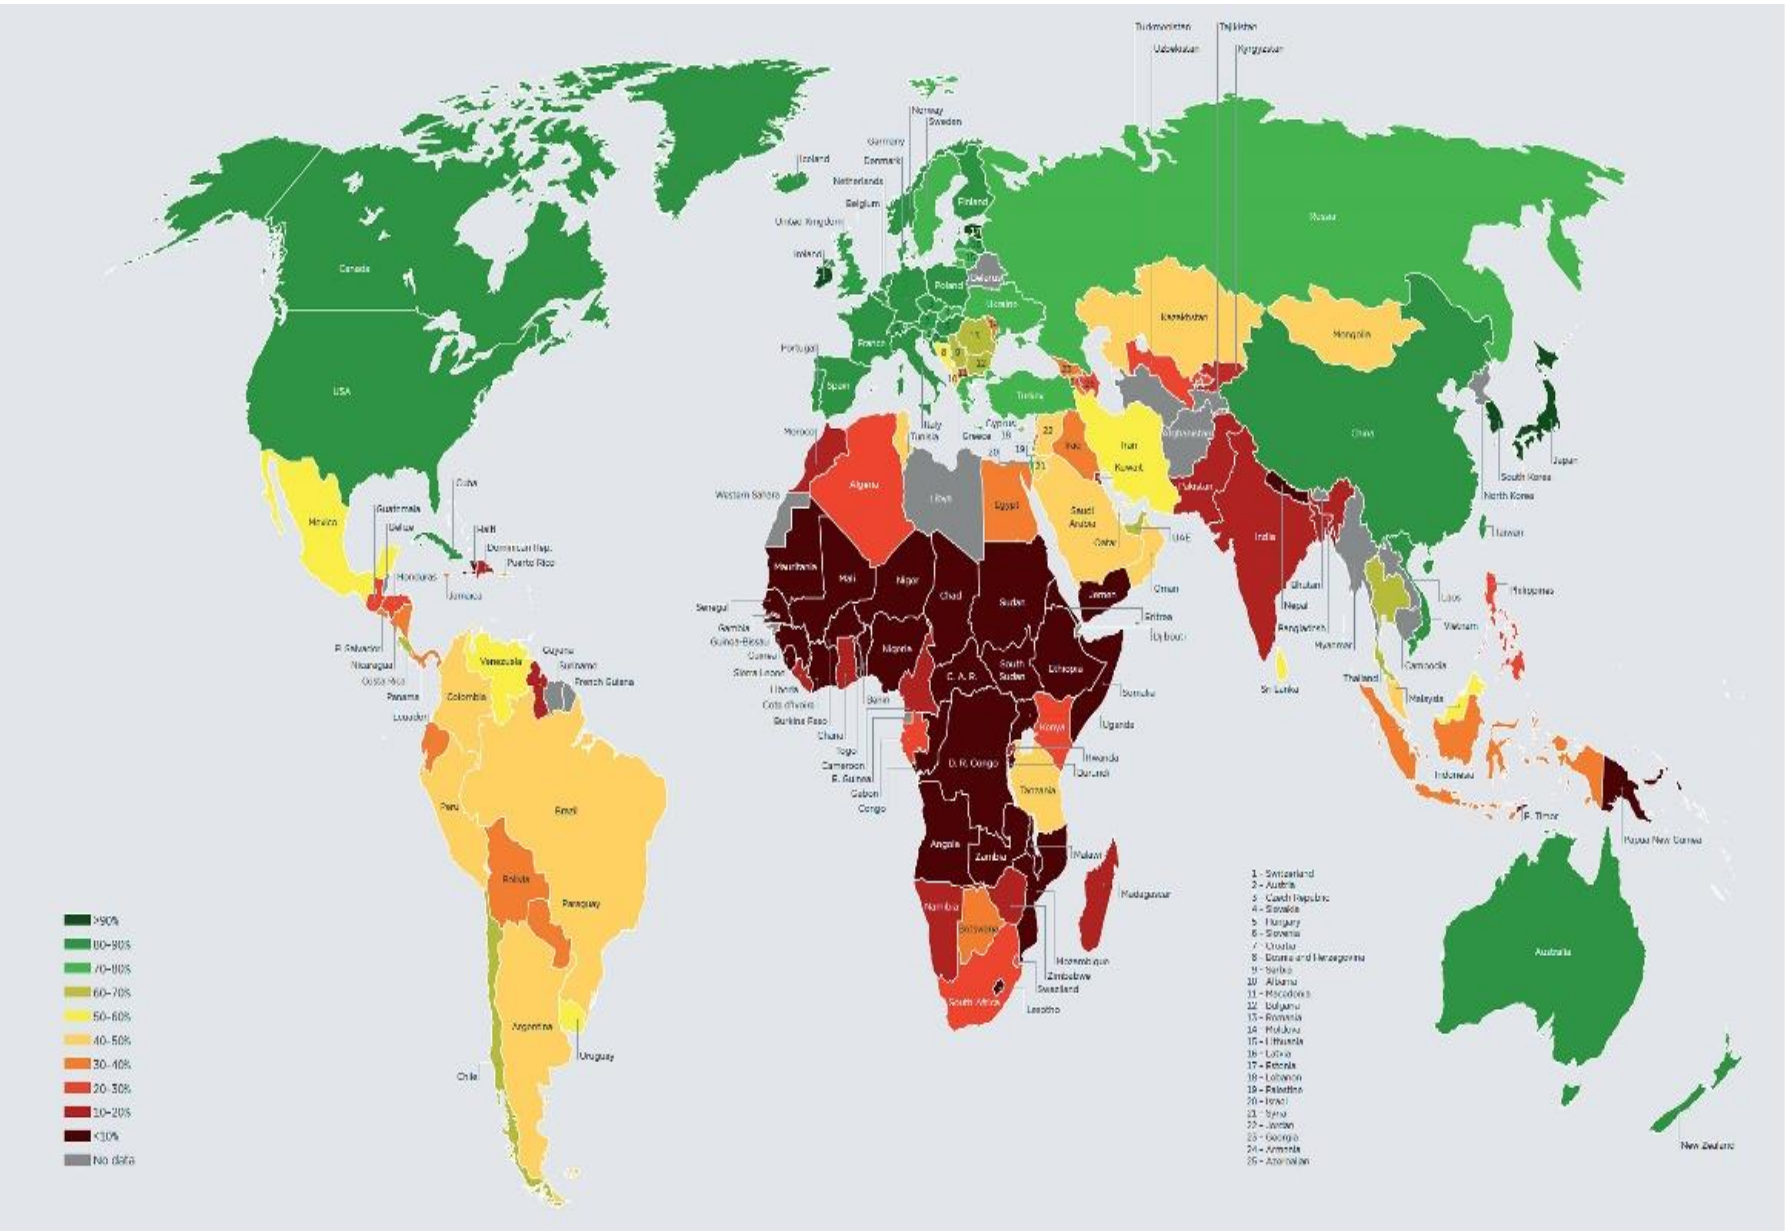 Turkmenistan
Tajikistan
Uzbekistan
Kyrgyzstan
Norway
Sweden
Germany
Iceland
Denmark
Netherlands
Belgium
Finland
United Kingdom
Russia
Ireland
Canada
Poland
Belarus
Ukraine
Kazakhstan
Mongolia
France
Portugal
USA
Spain
Turkey
Italy
Tunisia
Greece
Cyprus
18
Morocco
22
Iraq
Iran
Afghanistan
China
Japan
19
20
21
Kuwait
South Korea
Algeria
Pakistan
North Korea
Cuba
Western Sahara
Libya
Egypt
Saudi
Arabia
Guatemala
Belize
Mexico
Haiti
Dominican Rep.
Puerto Rico
Qatar
UAE
India
Taiwan
Honduras
Jamaica
Mauritania
Mali
Niger
Chad
Sudan
Jemen
Oman
Bhutan
Nepal
Laos
Philippines
Senegal
Gambia
Guinea-Bissau
Guinea
Sierra Leone
Liberia
Cote d'Ivoire
Burkina Faso
Ghana
Togo
Benin
Cameroon
E. Guinea
Gabon
Congo
Nigeria
C. A. R.
South
Sudan
Ethiopia
Eritrea
Djibouti
Somalia
Uganda
Bangladesh
Myanmar
Vietnam
Cambodia
Thailand
Malaysia
Sri Lanka
El Salvador
Nicaragua
Costa Rica
Panama
Ecuador
Venezuela
Guyana
Suriname
French Guiana
Colombia
Kenya
Rwanda
Burundi
D. R. Congo
Tanzania
Indonesia
E. Timor
Papua New Guinea
Peru
Brazil
Angola
Zambia
Malawi
Madagascar
Bolivia
Paraguay
Namibia
Botswana
Mozambique
Zimbabwe
Swaziland
Lesotho
South Africa
Australia
New Zealand
Argentina
Uruguay
Chile
>90%
80-90%
70-80%
60-70%
50-60%
40-50%
30-40%
20-30%
10-20%
<10%
No data
1 - Switzerland
2 - Austria
3 - Czech Republic
4 - Slovakia
5 - Hungary
6 - Slovenia
7 - Croatia
8 - Bosnia and Herzegovina
9 - Serbia
10 - Albania
11 - Macedonia
12 - Bulgaria
13 - Romania
14 - Moldova
15 - Lithuania
16 - Latvia
17 - Estonia
18 - Lebanon
19 - Palestine
20 - Israel
21 - Syria
22 - Jordan
23 - Georgia
24 - Armenia
25 - Azerbaijan